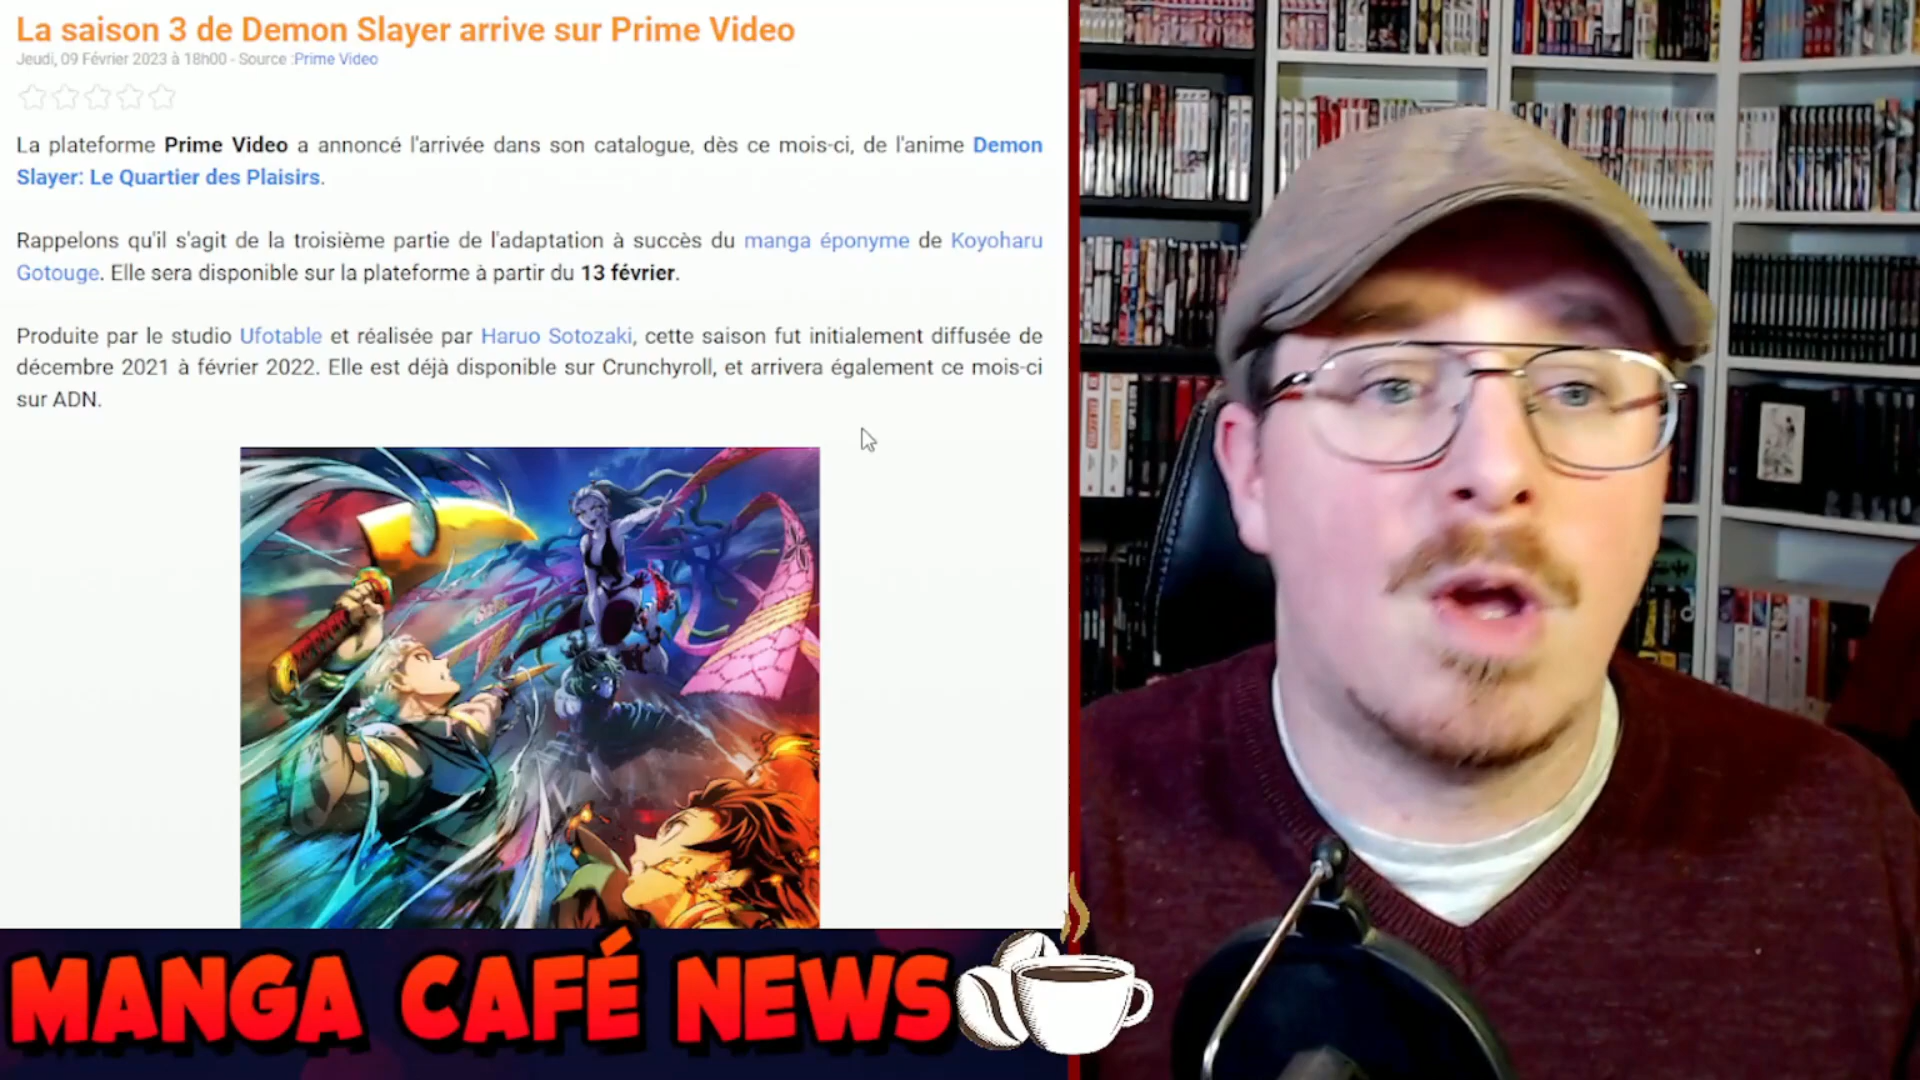 La saison 3 de Demon Slayer arrive sur Prime Video
Jeudi, 09 Février 2023 à 18h00 - Source :Prime Video
La plateforme Prime Video a annoncé l'arrivée dans son catalogue, dès ce mois-ci, de l'anime Demon
Slayer: Le Quartier des Plaisirs.
Rappelons qu'il s'agit de la troisième partie de l'adaptation à succès du manga éponyme de Koyoharu
Gotouge. Elle sera disponible sur la plateforme à partir du 13 février.
Produite par le studio Ufotable et réalisée par Haruo Sotozaki, cette saison fut initialement diffusée de
décembre 2021 à février 2022. Elle est déjà disponible sur Crunchyroll, et arrivera également ce mois-ci
sur ADN.
MANGA CAFÉ NEWS